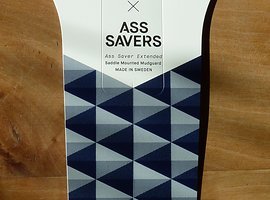 ASS
SAVERS
Ass Saver Extended
Saddle Mounted Mudguard
MADE IN SWEDEN